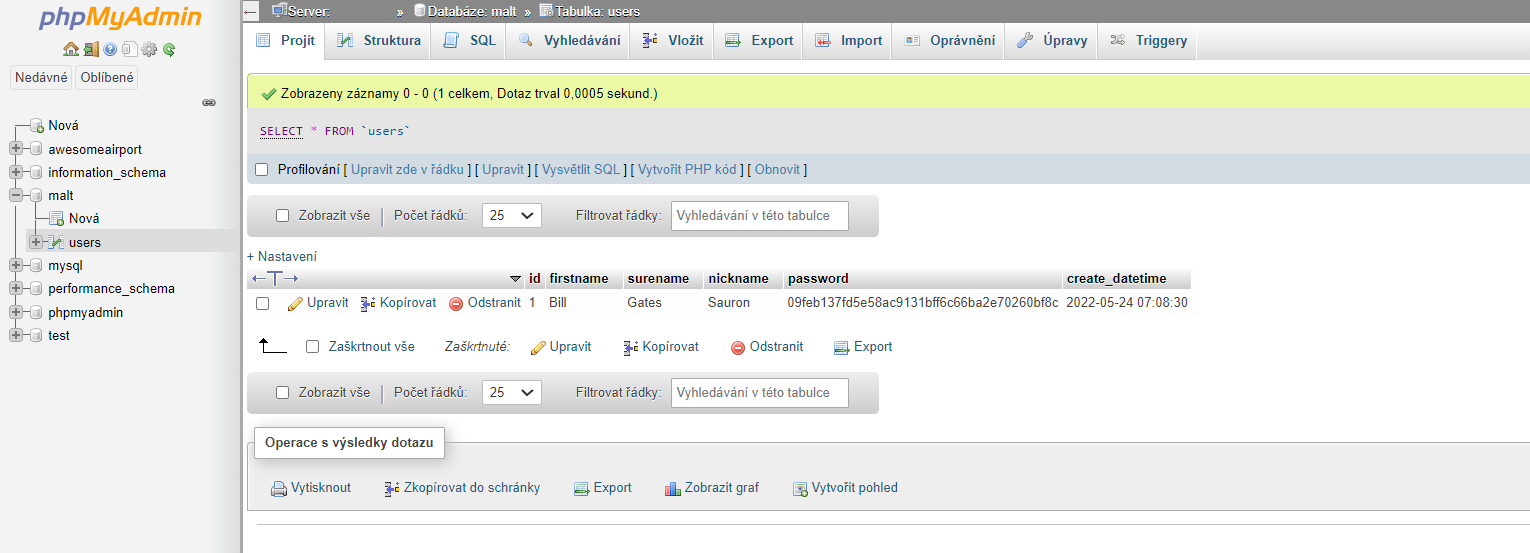 phpMyAdmin
Nedávné Oblíbené
Nová
awesomeairport
information_schema
malt
Nová
users
mysql
performance_schema
phpmyadmin
test
Server: » Databáze: malt » Tabulka: users
Projít Struktura SQL Vyhledávání Vložit Export Import Oprávnění Úpravy Triggery
Zobrazeny záznamy 0 - 0 (1 celkem, Dotaz trval 0,0005 sekund.)
SELECT * FROM `users`
Profilování [ Upravit zde v řádku ] [ Upravit ] [ Vysvětlit SQL ] [ Vytvořit PHP kód ] [ Obnovit ]
Zobrazit vše | Počet řádků: 25 Filtrovat řádky: Vyhledávání v této tabulce
+ Nastavení
←T→ id firstname surename nickname password create_datetime
Upravit Kopírovat Odstranit 1 Bill Gates Sauron 09feb137fd5e58ac9131bff6c66ba2e70260bf8c 2022-05-24 07:08:30
Zaškrtnout vše Zaškrtnuté: Upravit Kopírovat Odstranit Export
Zobrazit vše | Počet řádků: 25 Filtrovat řádky: Vyhledávání v této tabulce
Operace s výsledky dotazu
Vytisknout Zkopírovat do schránky Export Zobrazit graf Vytvořit pohled